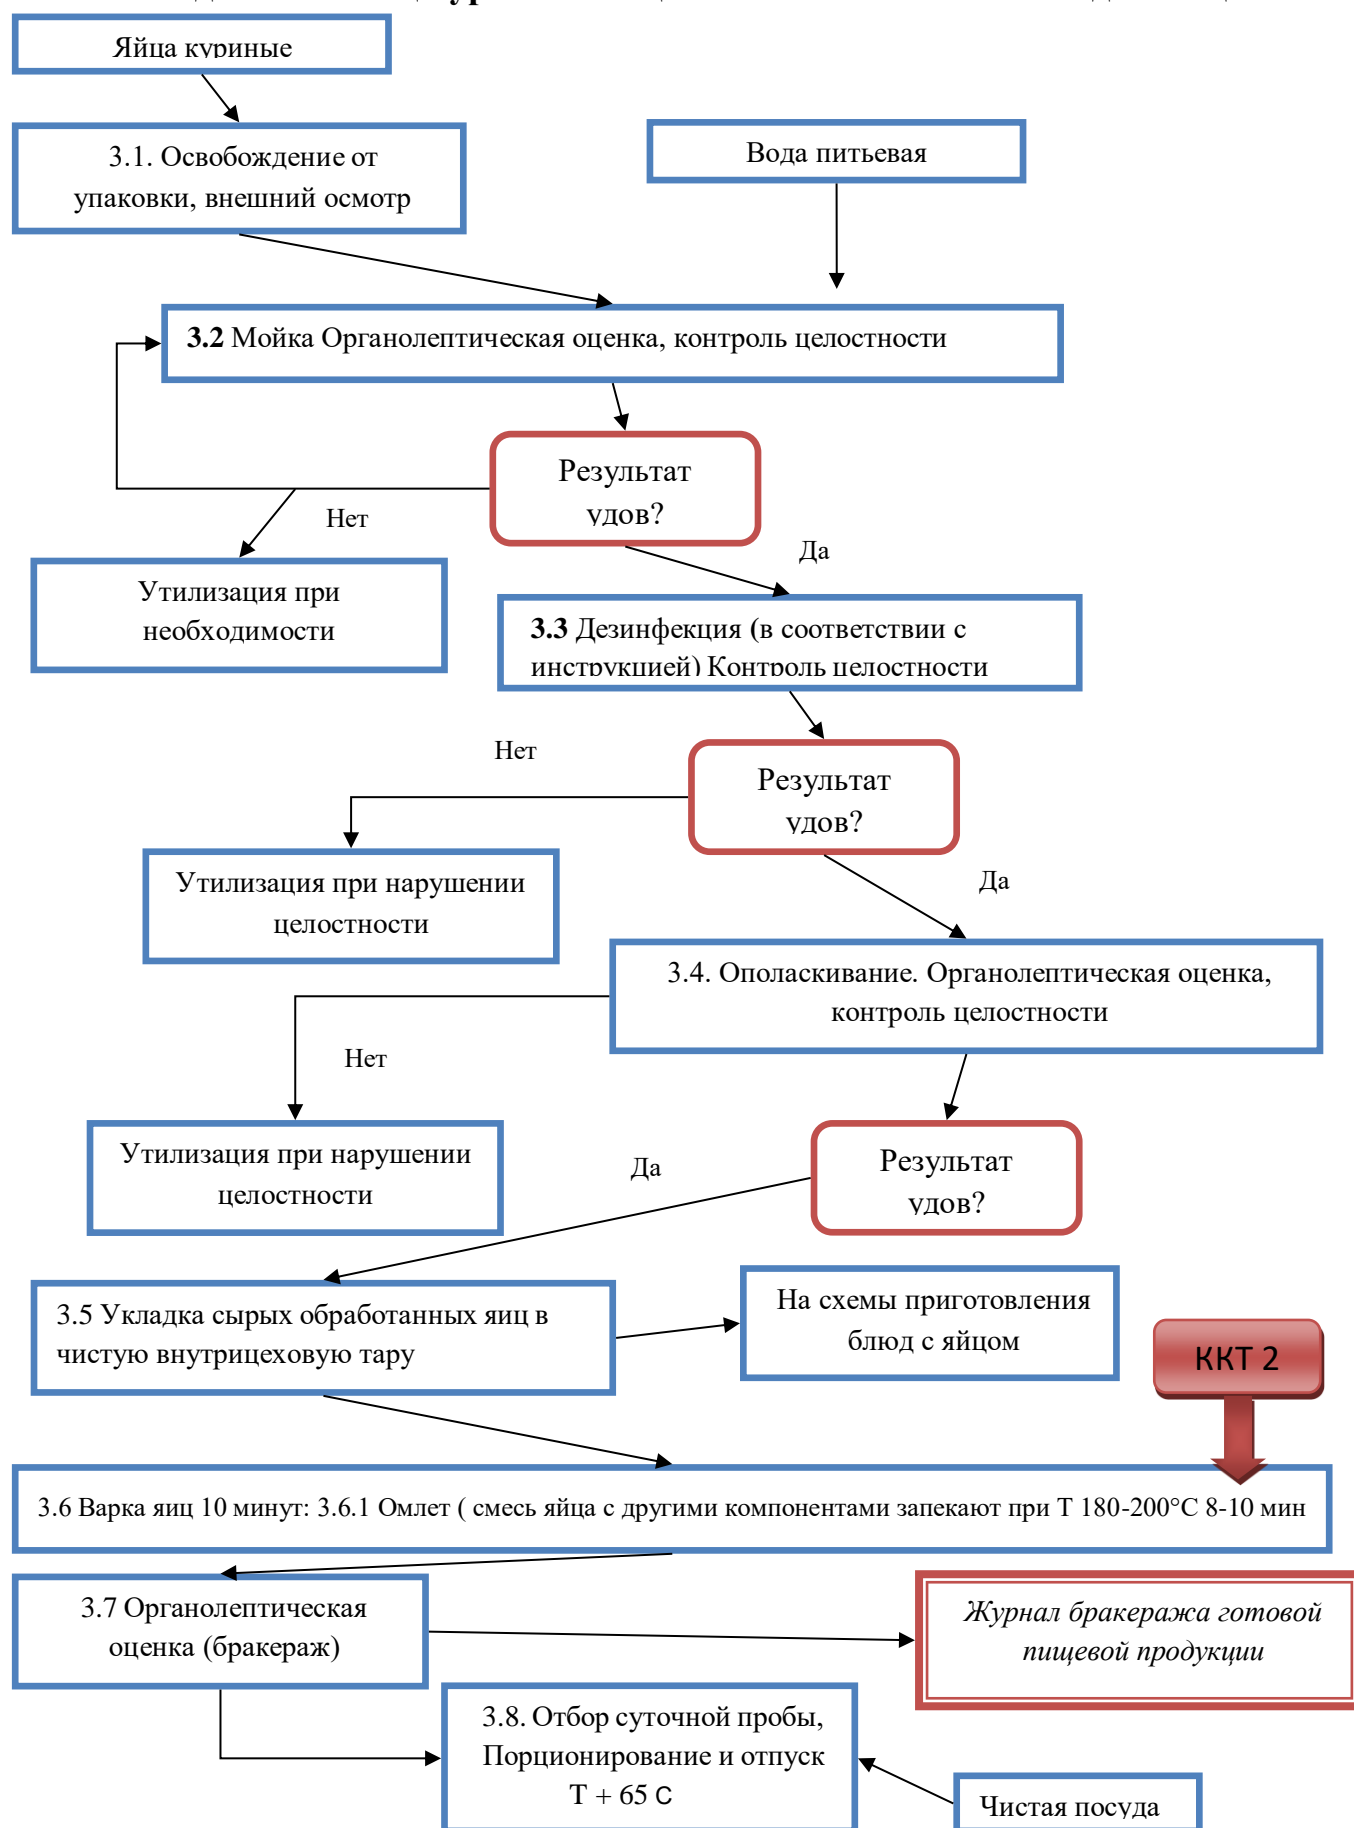 Яйца куриные
3.1. Освобождение от
упаковки, внешний осмотр
Вода питьевая
3.2 Мойка Органолептическая оценка, контроль целостности
Результат
удов?
Нет
Да
Утилизация при
необходимости
3.3 Дезинфекция (в соответствии с
инструкцией) Контроль целостности
Нет
Результат
удов?
Утилизация при нарушении
целостности
Да
3.4. Ополаскивание. Органолептическая оценка,
контроль целостности
Нет
Утилизация при нарушении
целостности
Да
Результат
удов?
3.5 Укладка сырых обработанных яиц в
чистую внутрицеховую тару
На схемы приготовления
блюд с яйцом
ККТ 2
3.6 Варка яиц 10 минут: 3.6.1 Омлет ( смесь яйца с другими компонентами запекают при Т 180-200°С 8-10 мин
3.7 Органолептическая
оценка (бракераж)
Журнал бракеража готовой
пищевой продукции
3.8. Отбор суточной пробы,
Порционирование и отпуск
Т + 65 С
Чистая посуда